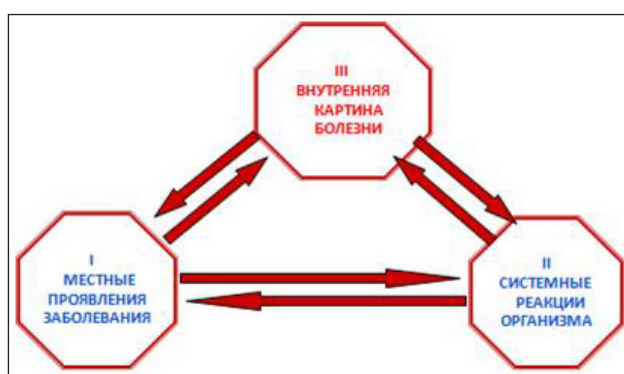 III
ВНУТРЕННЯЯ
КАРТИНА
БОЛЕЗНИ
I
МЕСТНЫЕ
ПРОЯВЛЕНИЯ
ЗАБОЛЕВАНИЯ
II
СИСТЕМНЫЕ
РЕАКЦИИ
ОРГАНИЗМА